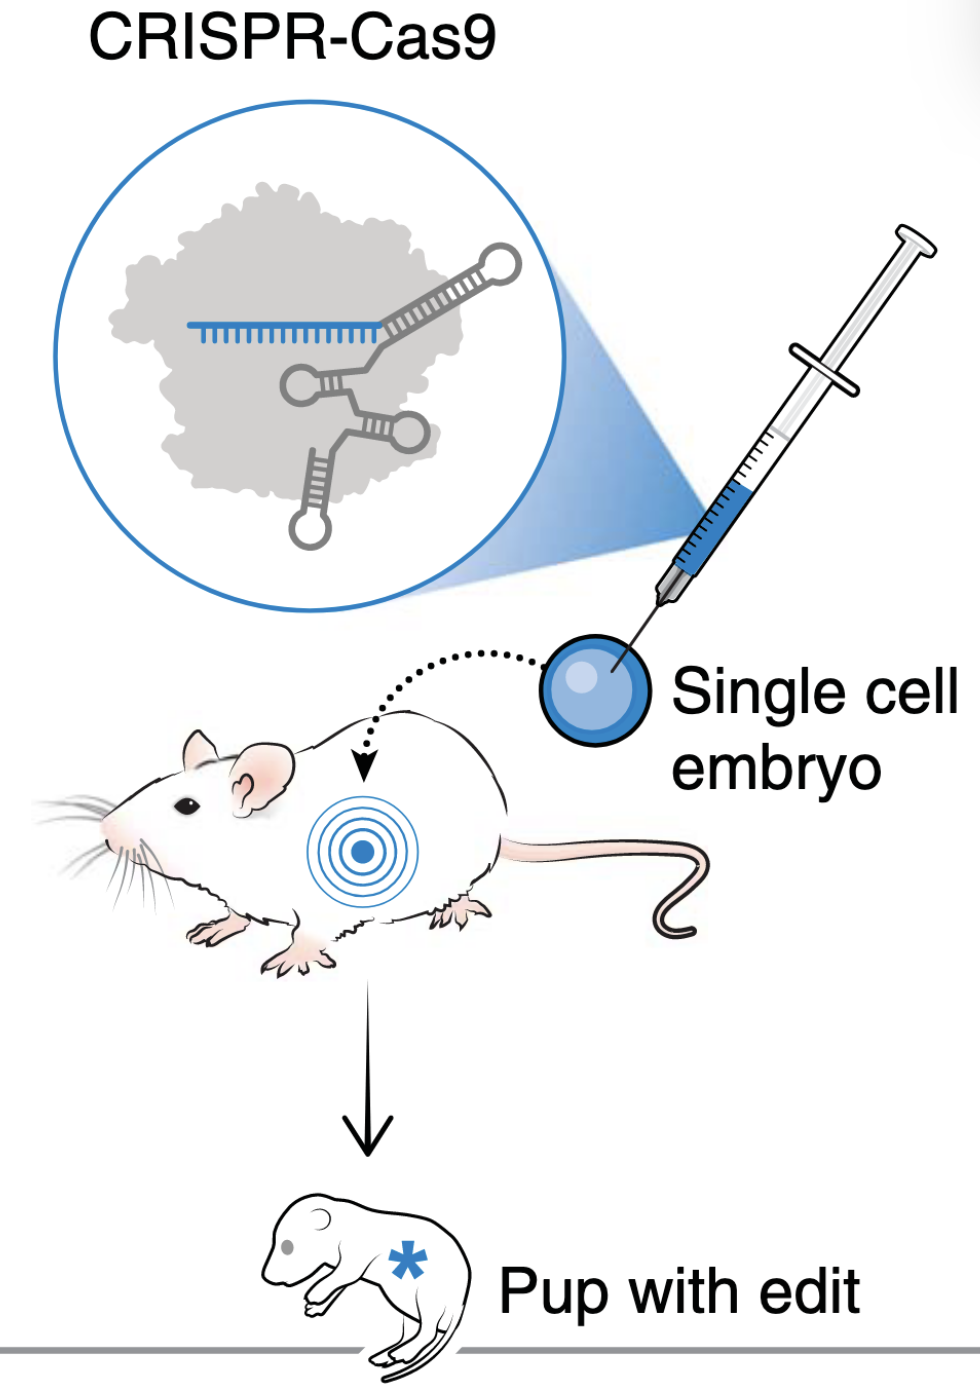 CRISPR-Cas9
Single cell
embryo
Pup with edit